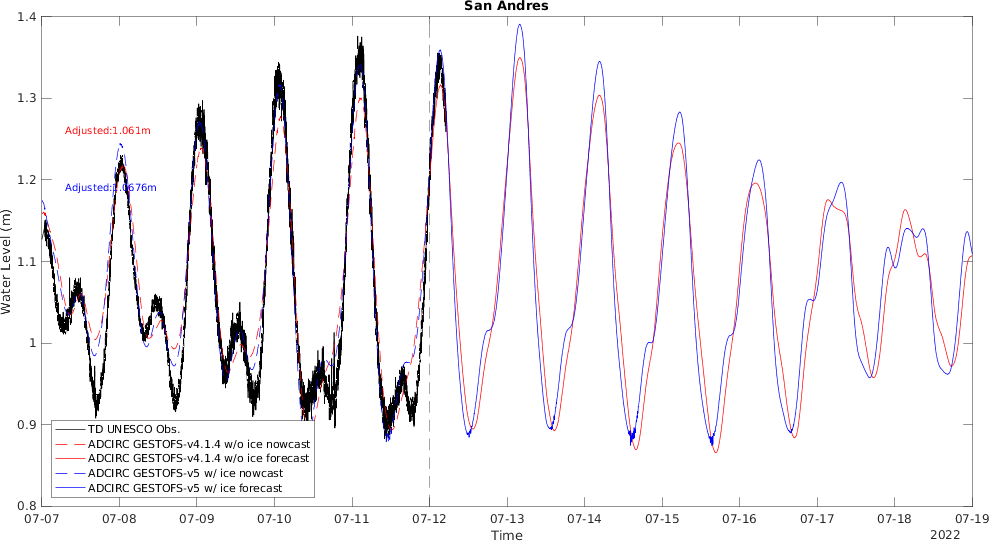 San Andres
1.4
1.3
1.2
1.1
1
0.9
0.8
Water Level (m)
Adjusted:1.061m
Adjusted:1.0676m
TD UNESCO Obs.
ADCIRC GESTOFS-v4.1.4 w/o ice nowcast
ADCIRC GESTOFS-v4.1.4 w/o ice forecast
ADCIRC GESTOFS-v5 w/ ice nowcast
ADCIRC GESTOFS-v5 w/ ice forecast
07-07 07-08 07-09 07-10 07-11 07-12 07-13 07-14 07-15 07-16 07-17 07-18 07-19
Time
2022